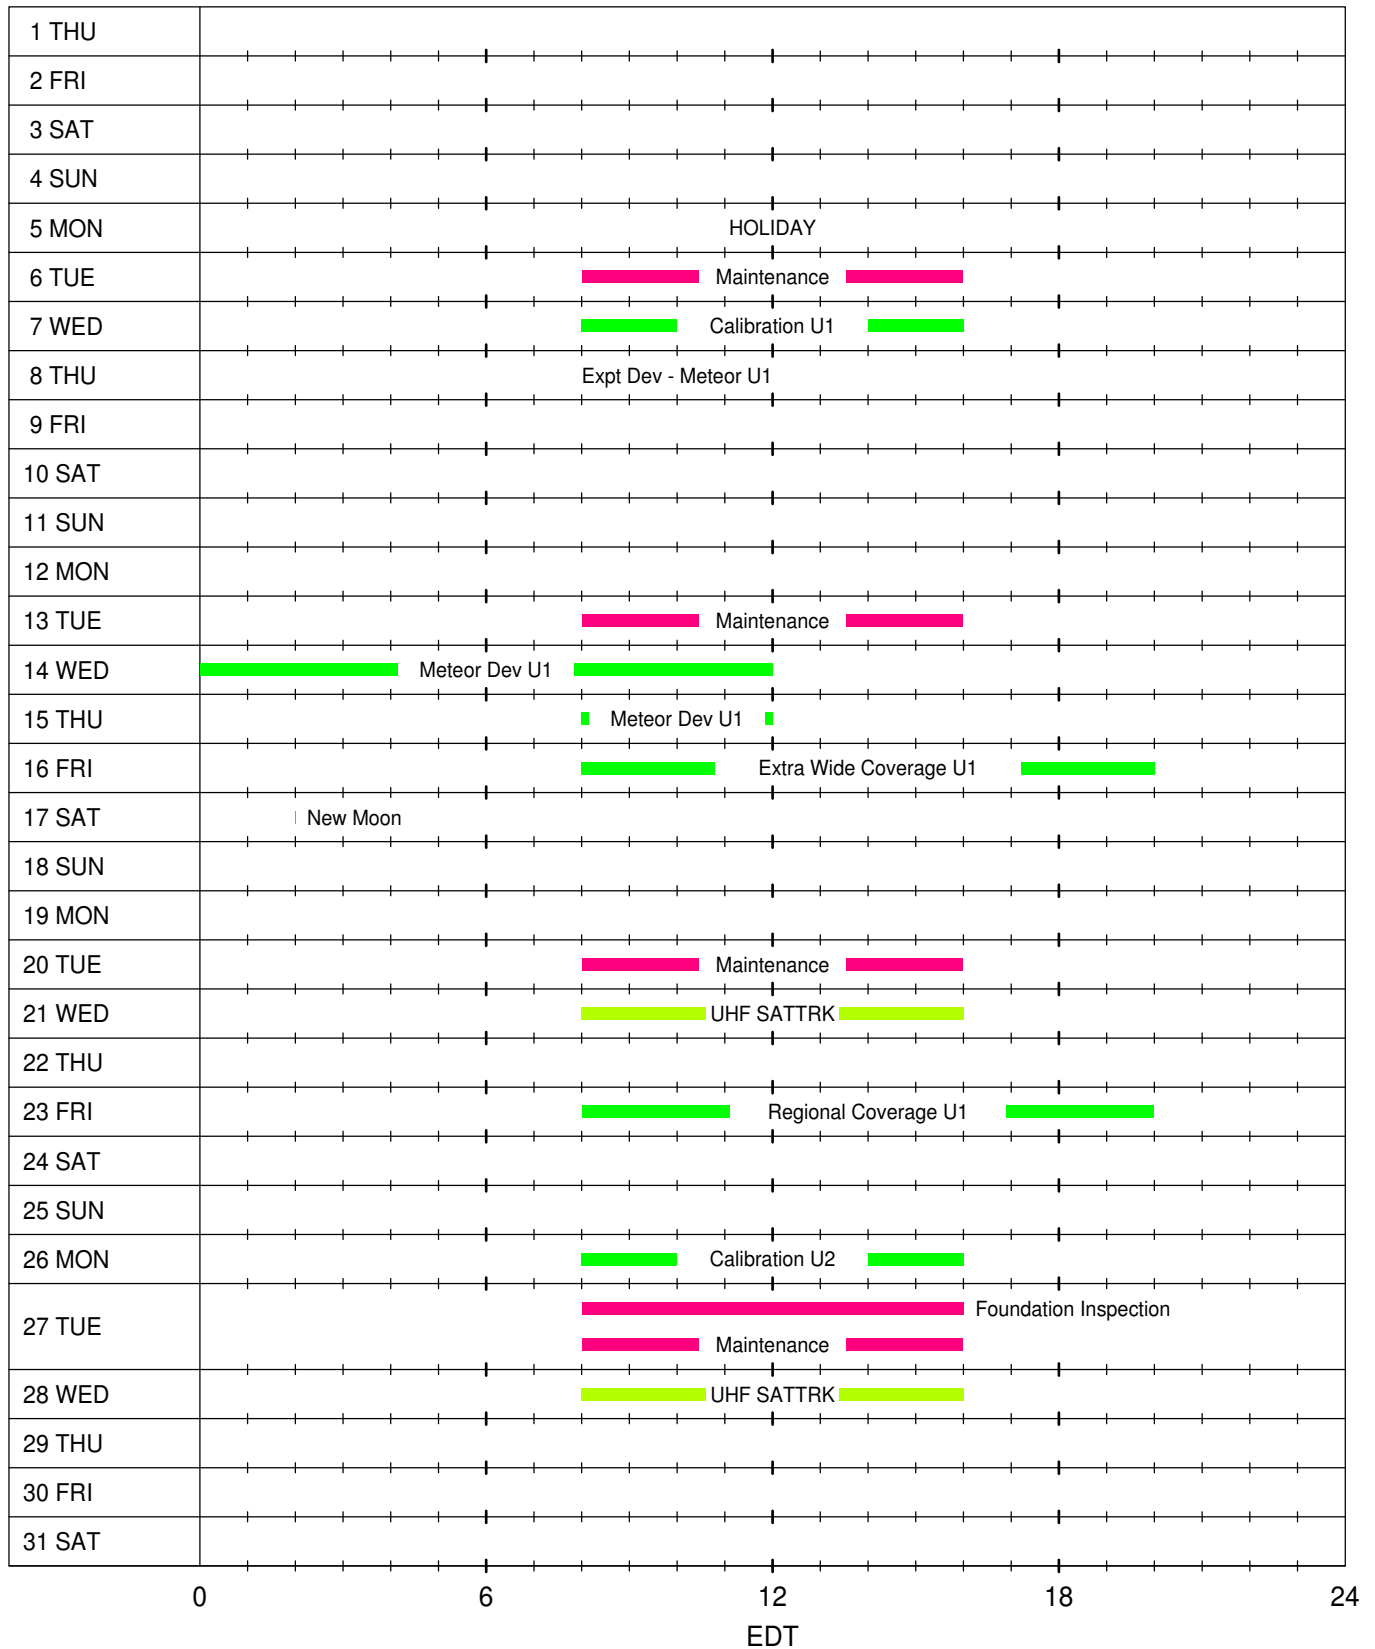 1 THU
2 FRI
3 SAT
4 SUN
5 MON HOLIDAY
6 TUE Maintenance
7 WED Calibration U1
8 THU Expt Dev - Meteor U1
9 FRI
10 SAT
11 SUN
12 MON
13 TUE Maintenance
14 WED Meteor Dev U1
15 THU Meteor Dev U1
16 FRI Extra Wide Coverage U1
17 SAT New Moon
18 SUN
19 MON
20 TUE Maintenance
21 WED UHF SATTRK
22 THU
23 FRI Regional Coverage U1
24 SAT
25 SUN
26 MON Calibration U2
Foundation Inspection
27 TUE
Maintenance
28 WED UHF SATTRK
29 THU
30 FRI
31 SAT
0 6 12 18 24
EDT